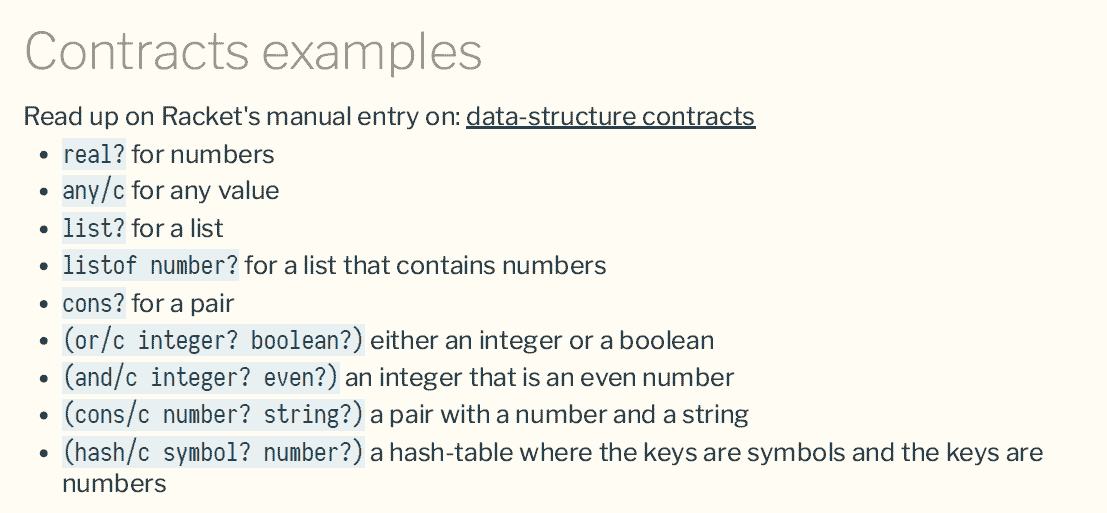 Contracts examples
Read up on Racket's manual entry on: data-structure contracts
• real? for numbers
• any/c for any value
• list? for a list
• listof number? for a list that contains numbers
• cons? for a pair
• (or/c integer? boolean?) either an integer or a boolean
• (and/c integer? even?) an integer that is an even number
• (cons/c number? string?) a pair with a number and a string
• (hash/c symbol? number?) a hash-table where the keys are symbols and the keys are
numbers